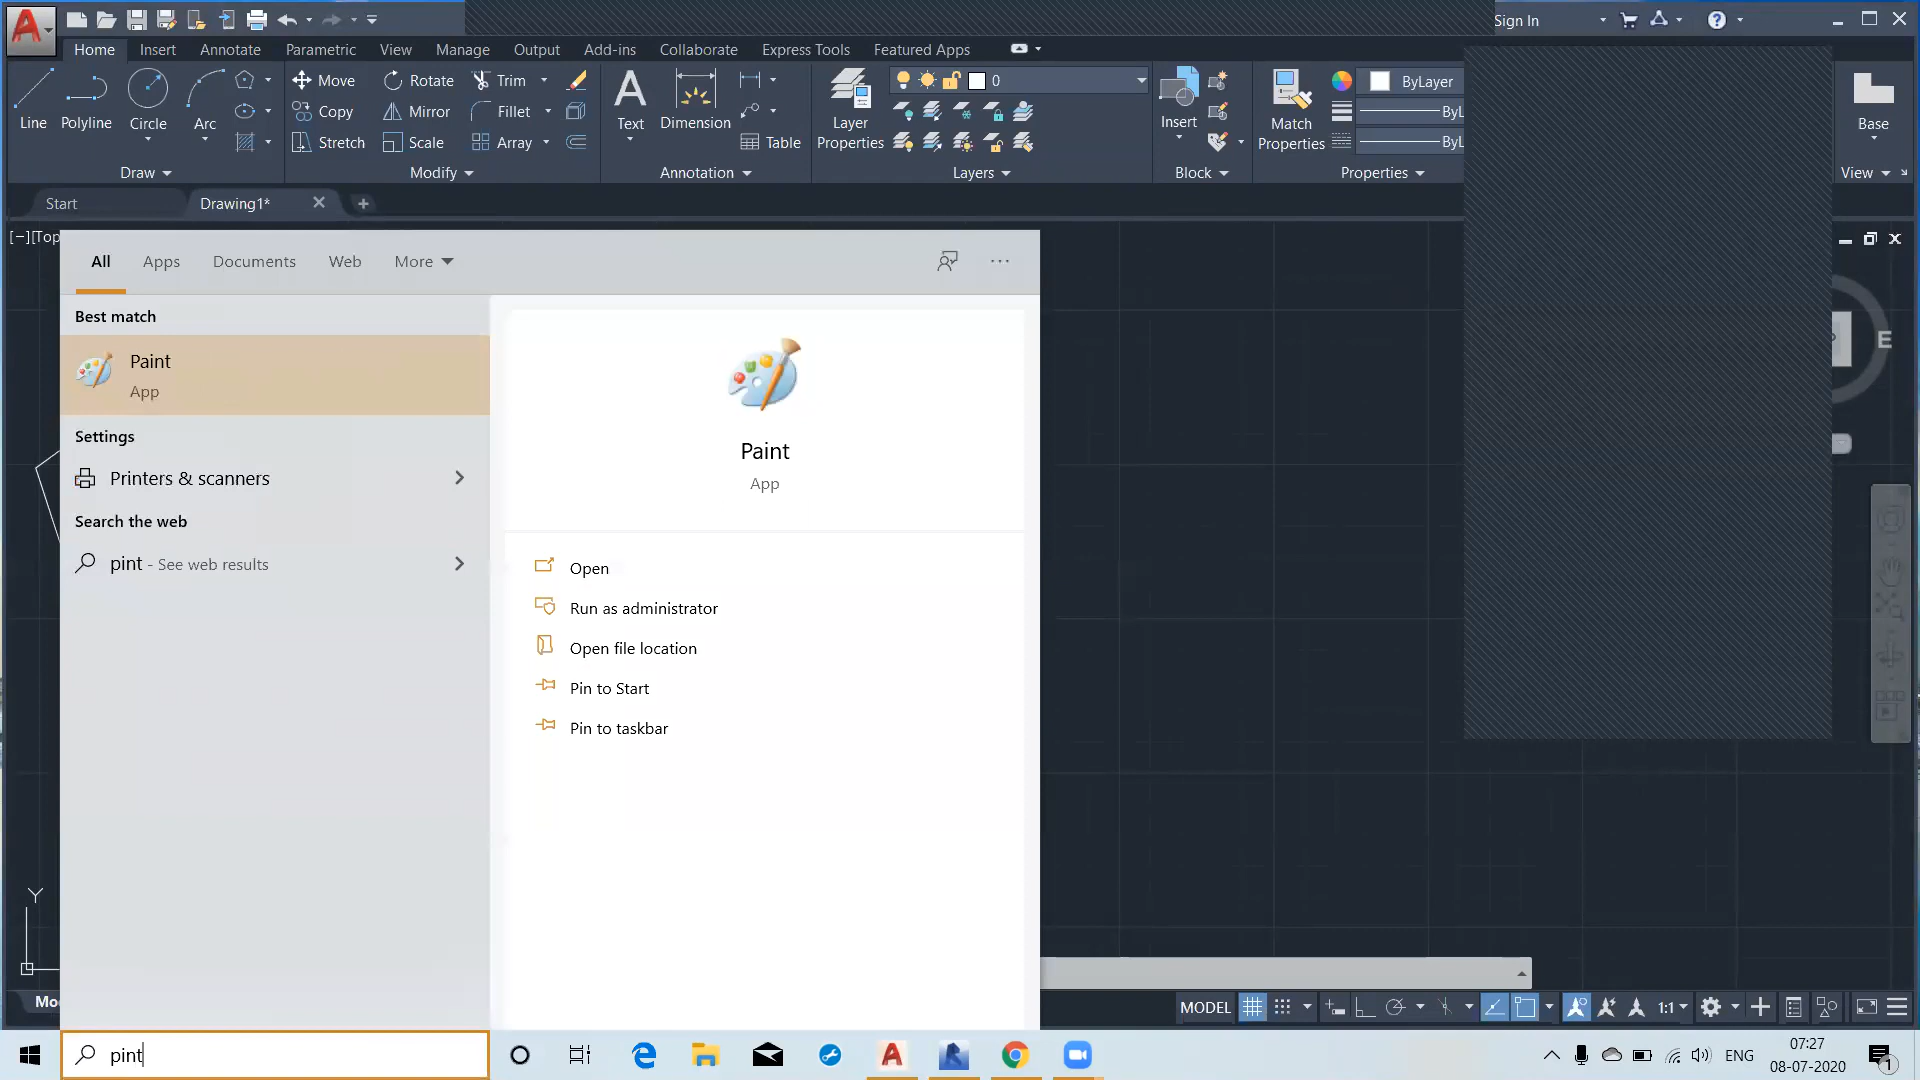 Sign In
Home Insert Annotate Parametric View Manage Output Add-ins Collaborate Express Tools Featured Apps
Line Polyline Circle Arc
Move Rotate Trim
Copy Mirror Fillet
Stretch Scale Array
Text Dimension Table
Layer Properties
0
Insert
Match Properties
ByLayer
ByL
ByL
Base
Draw Modify Annotation Layers Block Properties View
Start Drawing1*
[−][Top
All Apps Documents Web More
Best match
Paint
App
Settings
Printers & scanners
Search the web
pint - See web results
Paint
App
Open
Run as administrator
Open file location
Pin to Start
Pin to taskbar
E
Y
Mo
MODEL 1:1
pint
ENG
07:27
08-07-2020
1